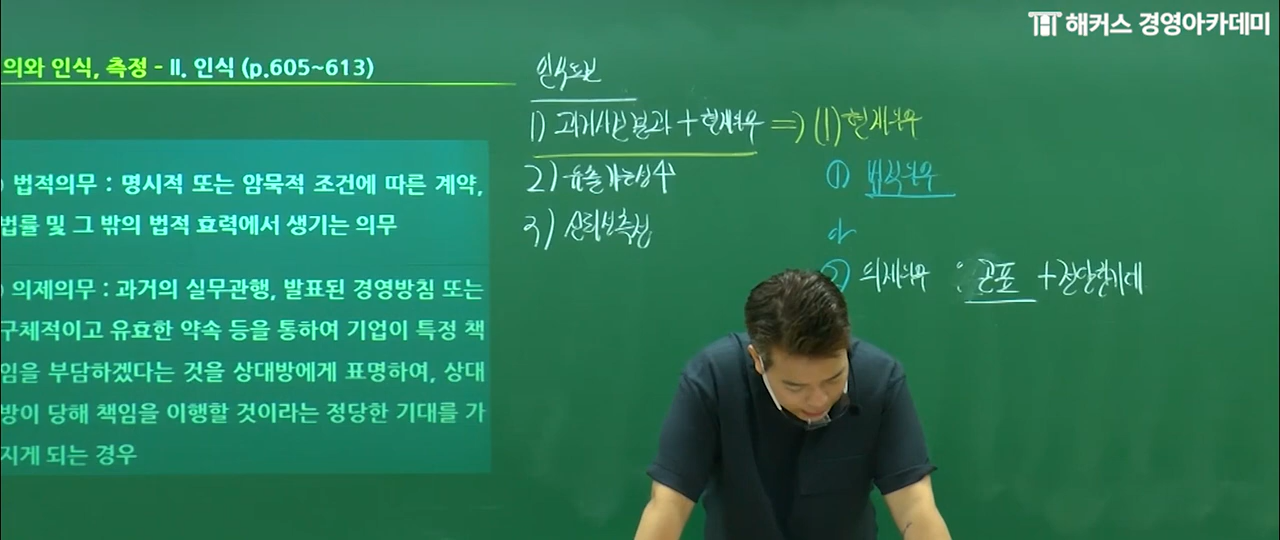 해커스 경영아카데미
의와 인식, 측정 - Ⅱ. 인식 (p.605~613)
법적의무 : 명시적 또는 암묵적 조건에 따른 계약,
법률 및 그 밖의 법적 효력에서 생기는 의무
의제의무 : 과거의 실무관행, 발표된 경영방침 또는
구체적이고 유효한 약속 등을 통하여 기업이 특정 책
임을 부담하겠다는 것을 상대방에게 표명하여, 상대
방이 당해 책임을 이행할 것이라는 정당한 기대를 가
지게 되는 경우
인식요건
1) 과거사건 결과 + 현재의무 ⇒ (1) 현재의무
2) 유출가능성↑
3) 신뢰성 측정
① 법적의무
or
② 의제의무 : 공표 + 정당한 기대